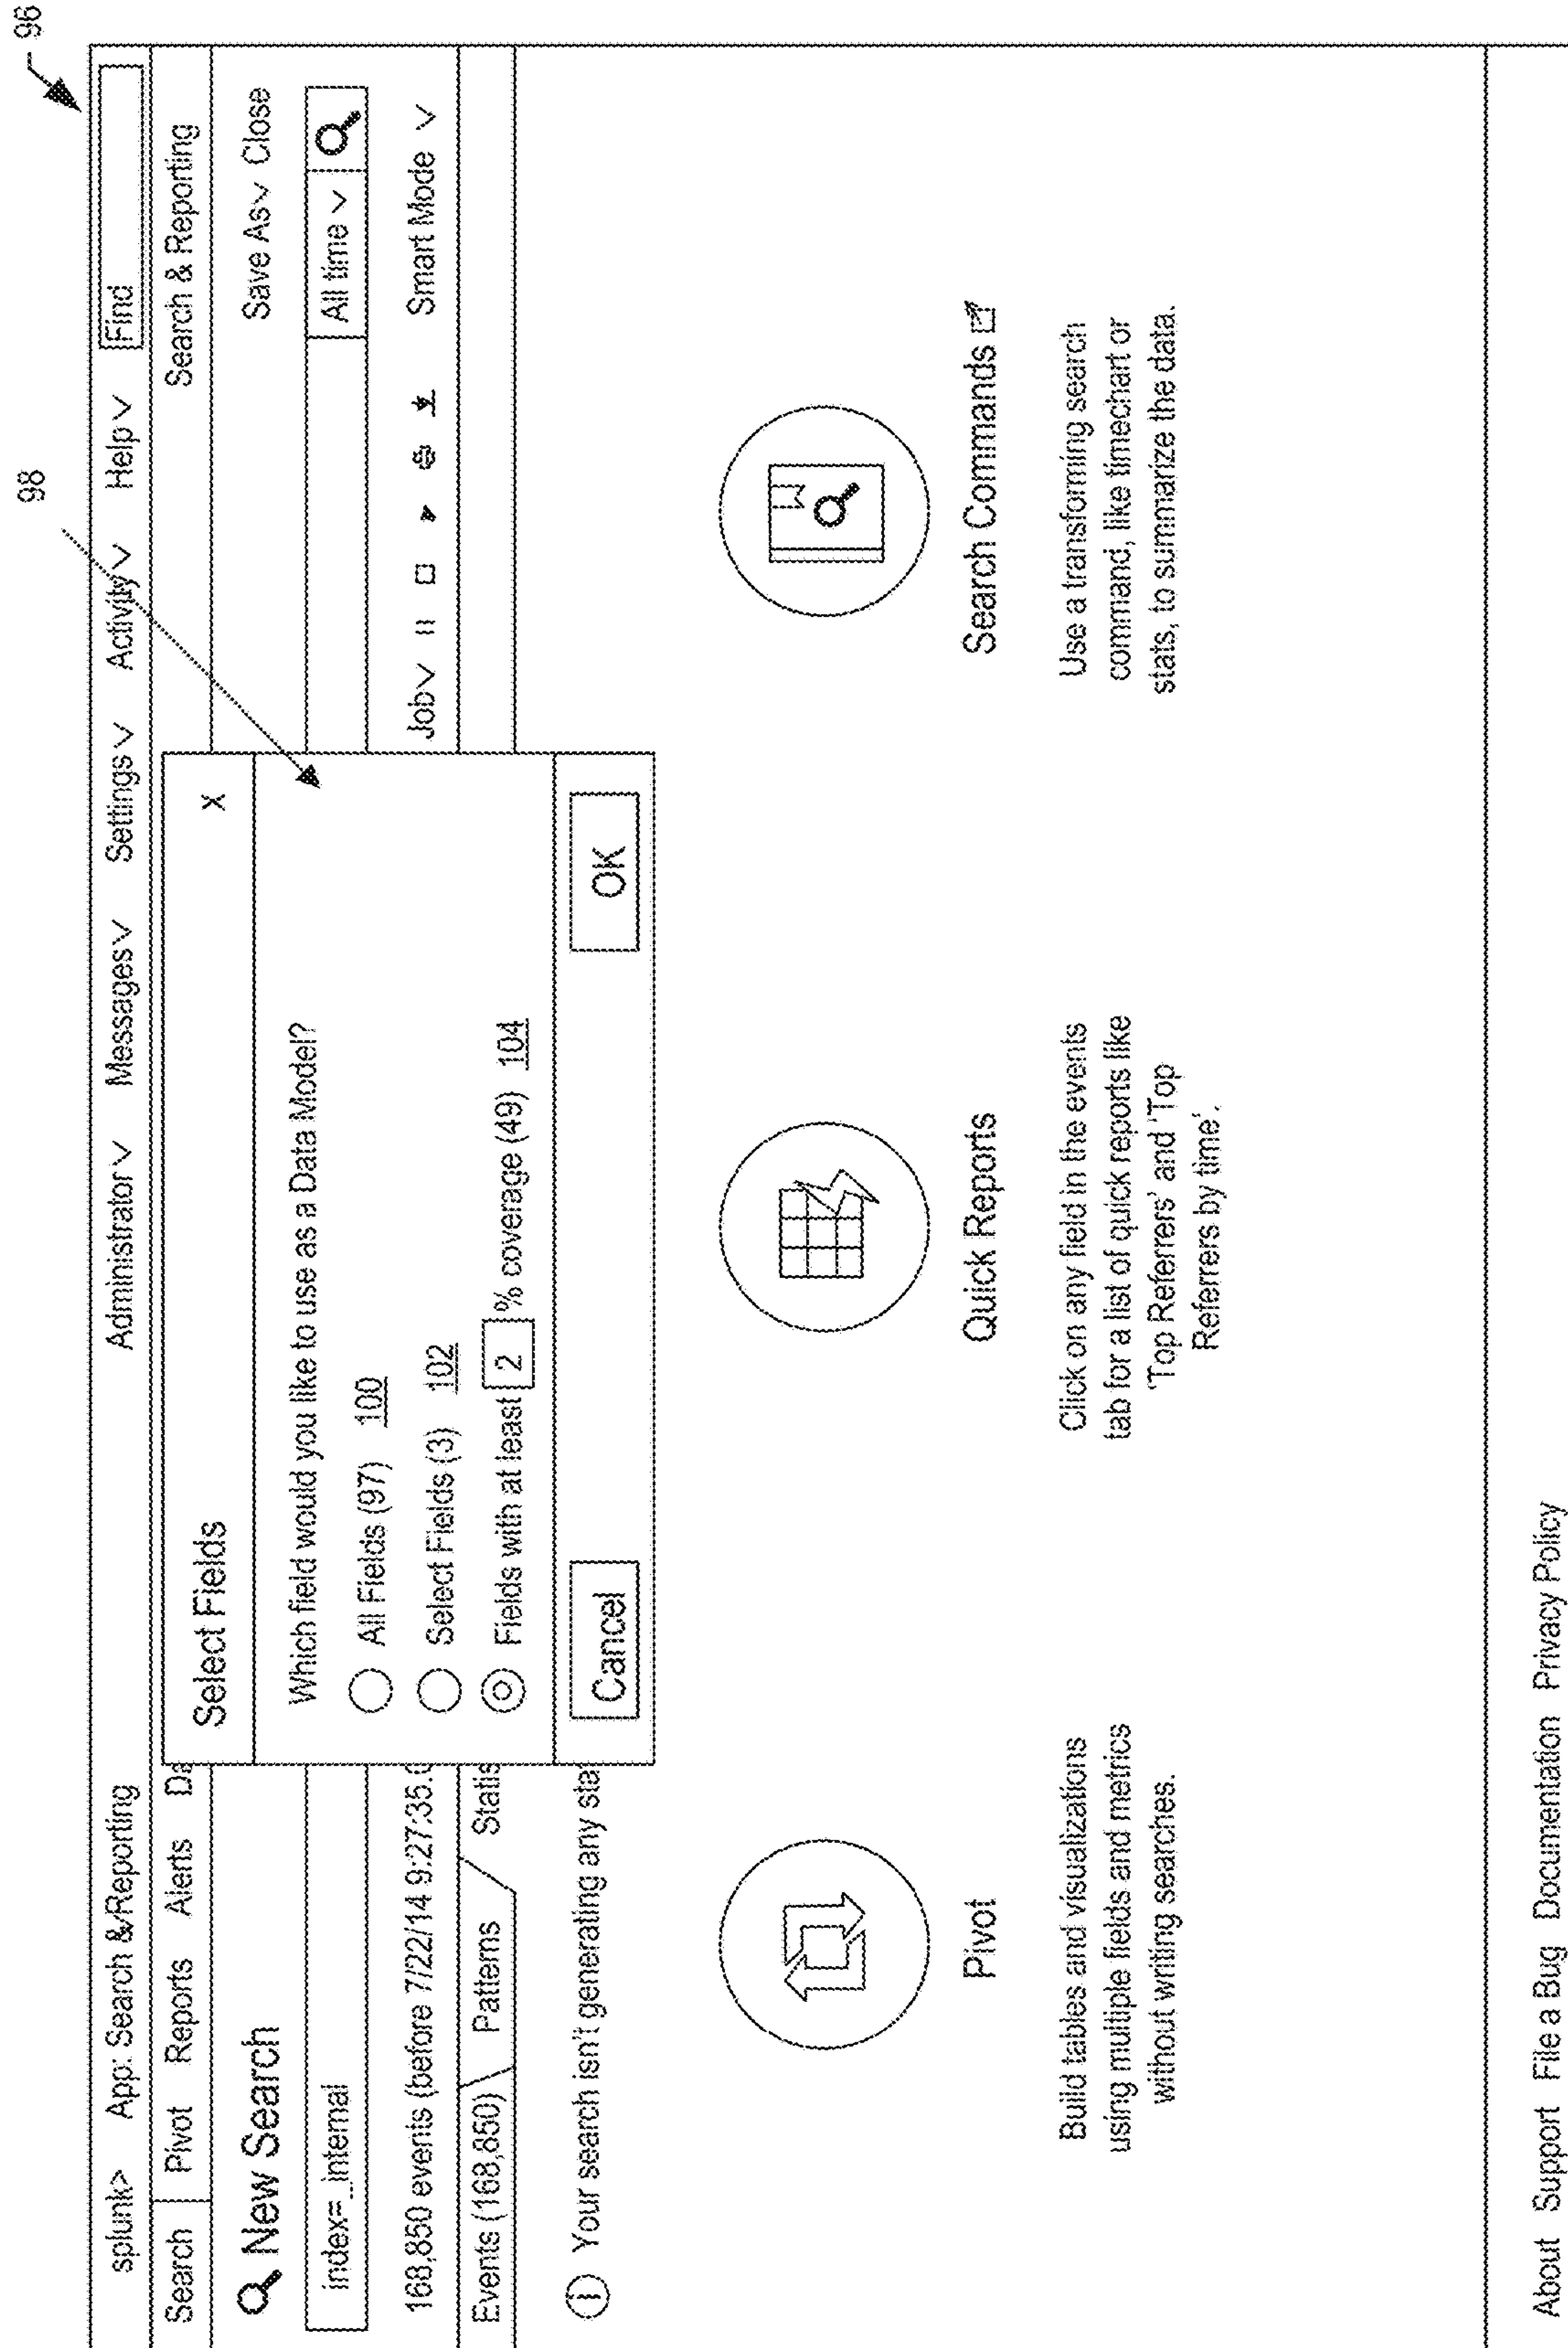 96
98
splunk> App: Search &Reporting Administrator ∨ Messages ∨ Settings ∨ Activity ∨ Help ∨ Find
Search Pivot Reports Alerts Da Search & Reporting
New Search Save As ∨ Close
index=_internal All time ∨
168,850 events (before 7/22/14 9:27:35.0 Job ∨ Smart Mode ∨
Events (168,850) Patterns Statis
i Your search isn't generating any sta
Select Fields X
Which field would you like to use as a Data Model?
All Fields (97) 100
Select Fields (3) 102
Fields with at least 2 % coverage (49) 104
Cancel OK
Pivot
Build tables and visualizations
using multiple fields and metrics
without writing searches.
Quick Reports
Click on any field in the events
tab for a list of quick reports like
'Top Referrers' and 'Top
Referrers by time'.
Search Commands
Use a transforming search
command, like timechart or
stats, to summarize the data.
About Support File a Bug Documentation Privacy Policy